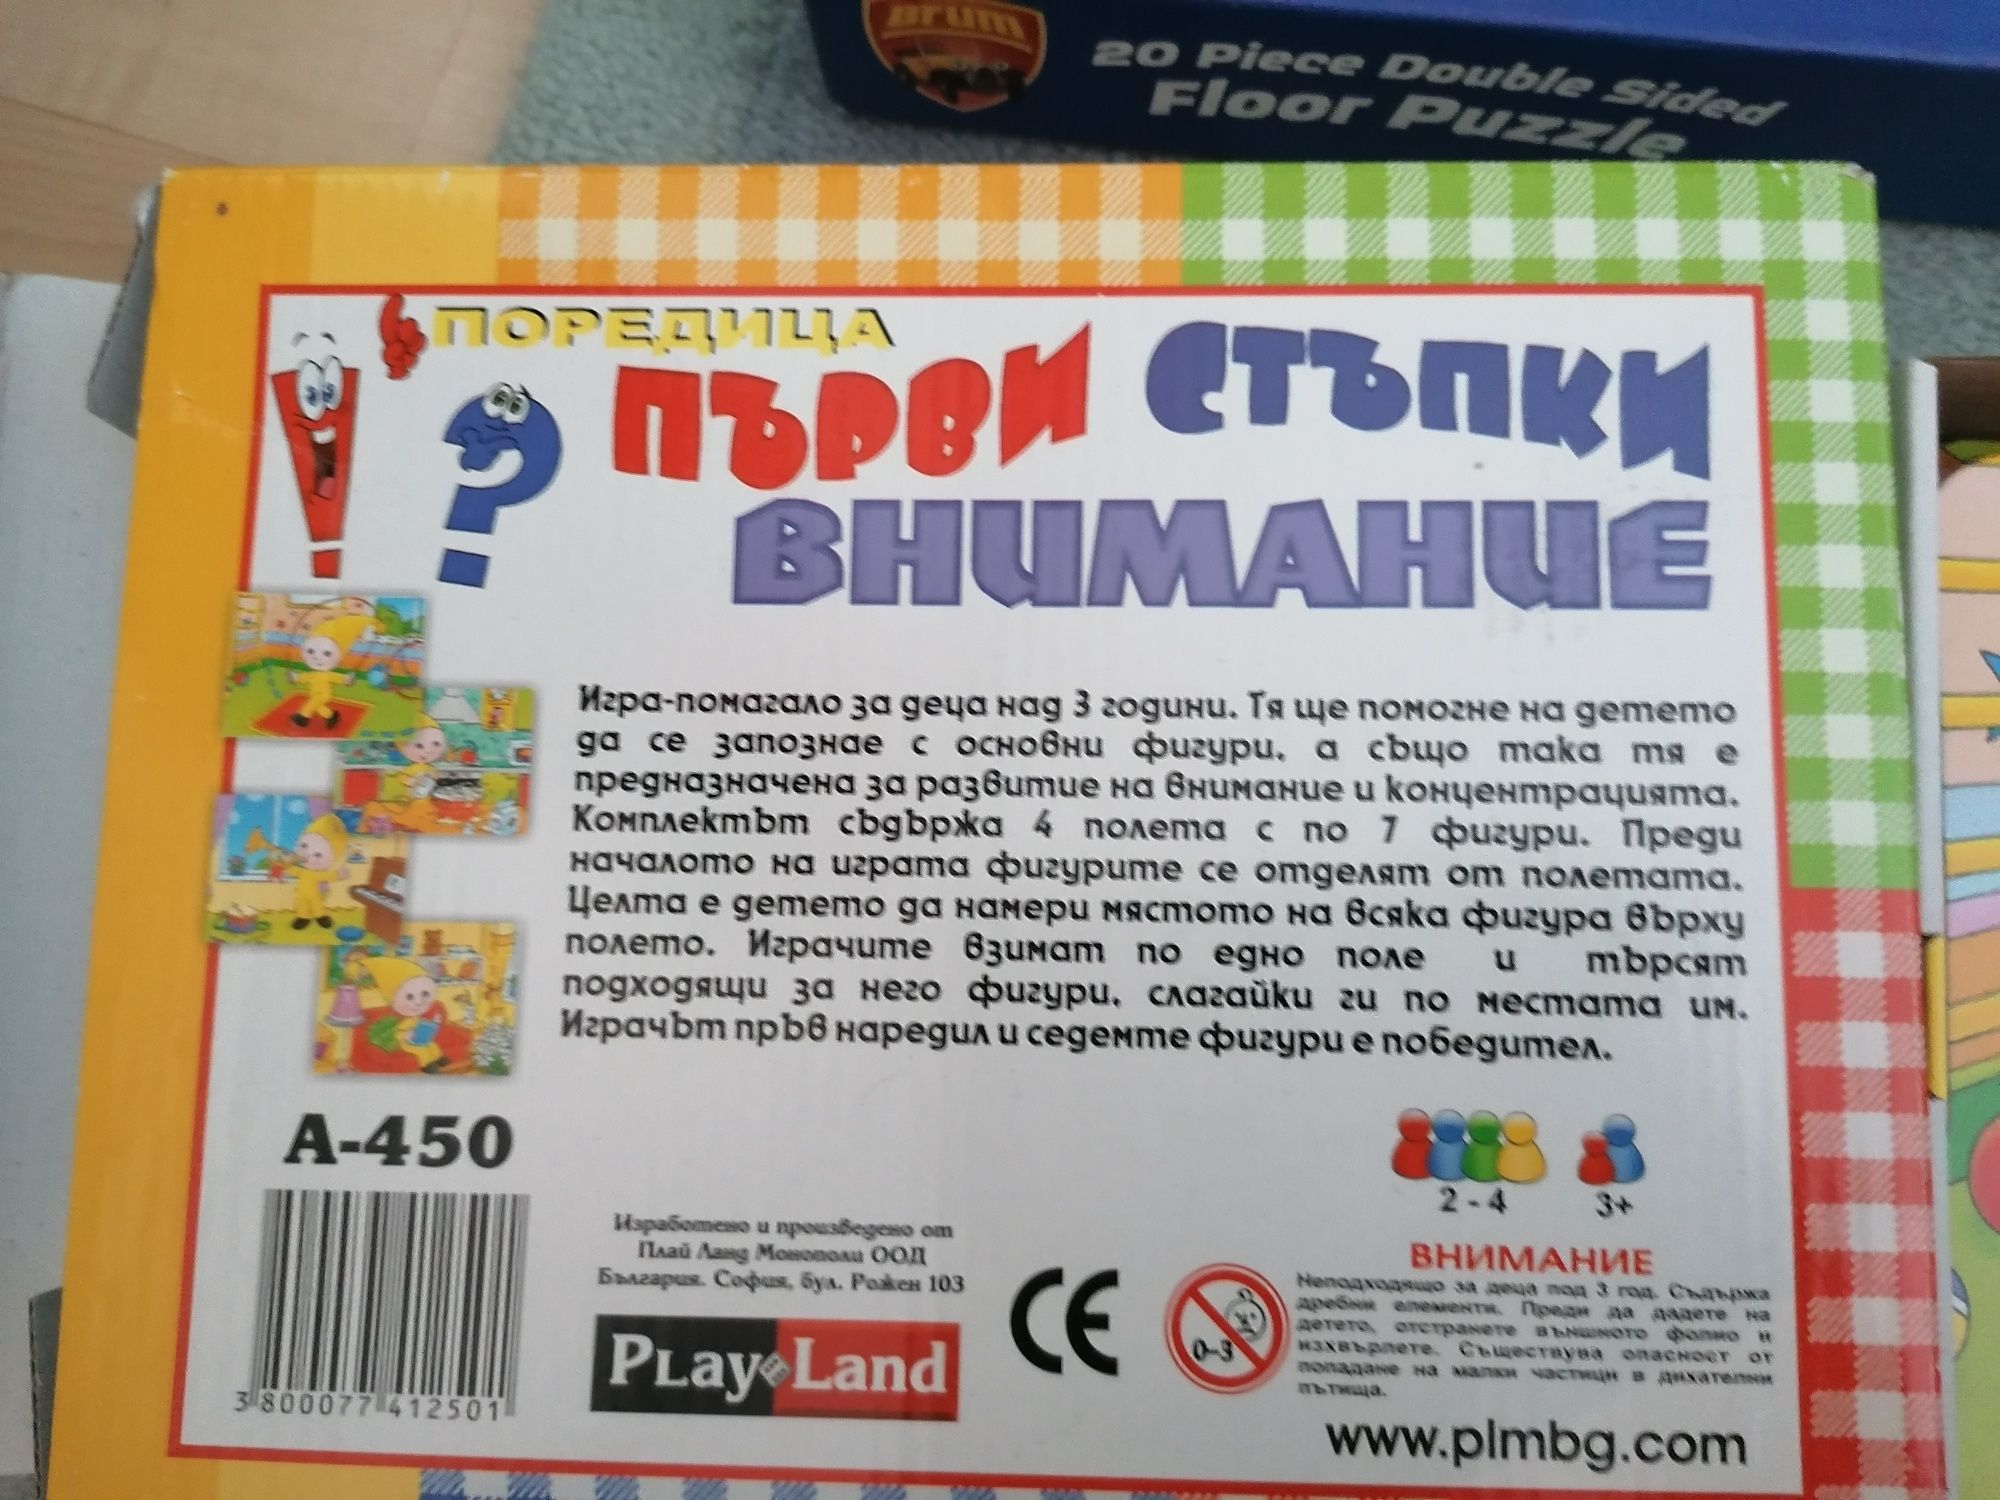 Brum
20 Piece Double Sided
Floor Puzzle
ПОРЕДИЦА
ПЪРВИ СТЪПКИ
ВНИМАНИЕ
Игра-помагало за деца над 3 години. Тя ще помогне на детето
да се запознае с основни фигури, а също така тя е
предназначена за развитие на внимание и концентрацията.
Комплектът съдържа 4 полета с по 7 фигури. Преди
началото на играта фигурите се отделят от полетата.
Целта е детето да намери мястото на всяка фигура върху
полето. Играчите взимат по едно поле и търсят
подходящи за него фигури, слагайки ги по местата им.
Играчът пръв наредил и седемте фигури е победител.
А-450
2 - 4
3+
Изработено и произведено от
Плай Ланд Монополи ООД
България. София, бул. Рожен 103
PLay Land
CE
0-3
ВНИМАНИЕ
Неподходящо за деца под 3 год. Съдържа
дребни елементи. Преди да дадете на
детето, отстранете външното фолио и
изхвърлете. Съществува опасност от
попадане на малки частици в дихателни
пътища.
3 800077 412501
www.plmbg.com